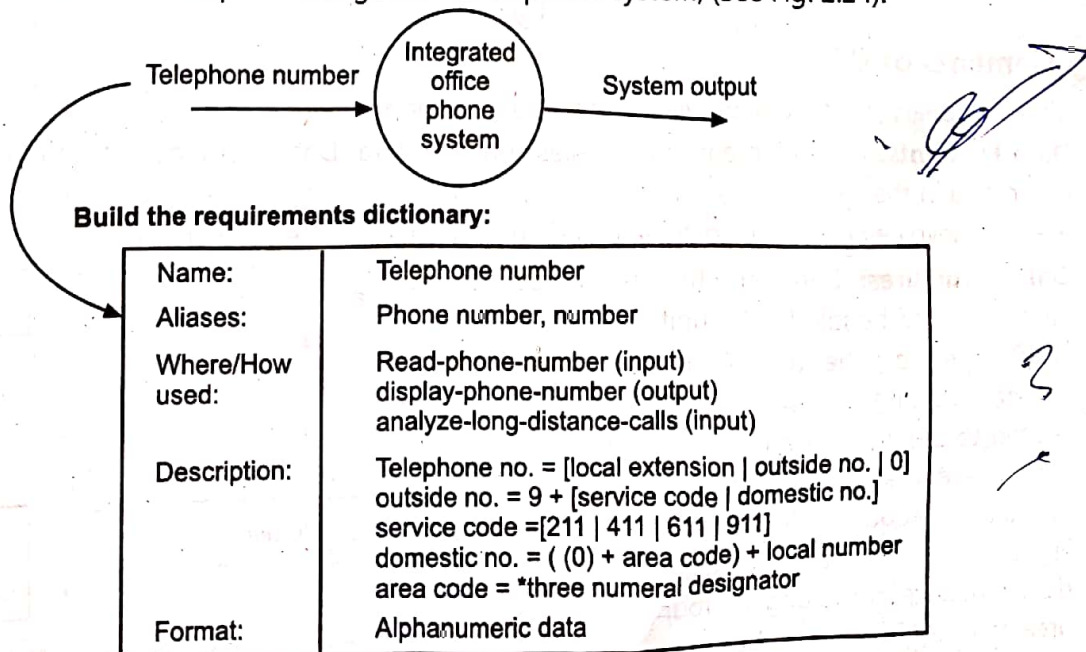 Telephone number
Integrated
office
phone
system
System output
Build the requirements dictionary:
Name: Telephone number
Aliases: Phone number, number
Where/How Read-phone-number (input)
used: display-phone-number (output)
analyze-long-distance-calls (input)
Description: Telephone no. = [local extension | outside no. | 0]
outside no. = 9 + [service code | domestic no.]
service code =[211 | 411 | 611 | 911]
domestic no. = ( (0) + area code) + local number
area code = *three numeral designator
Format: Alphanumeric data